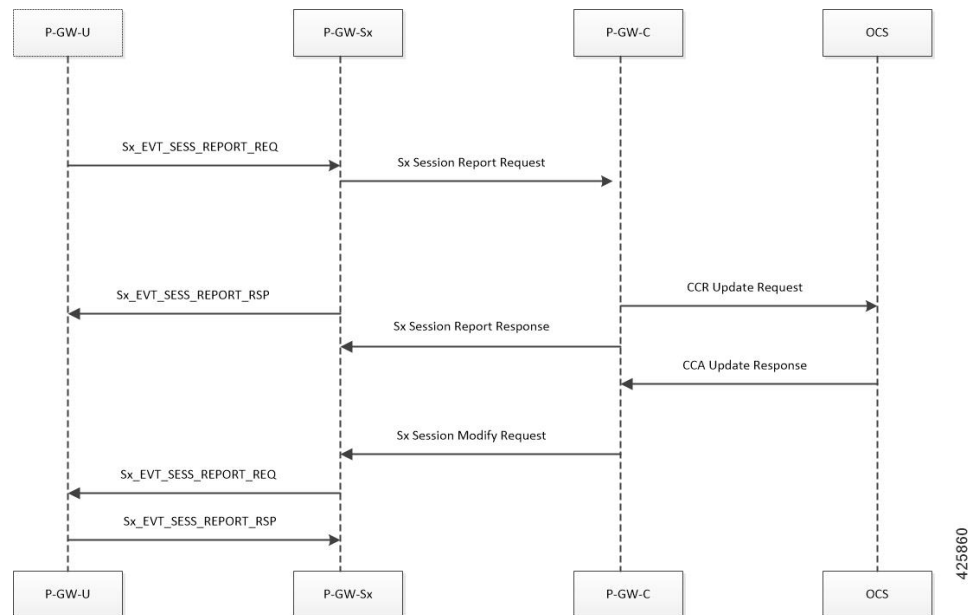 P-GW-U
P-GW-Sx
P-GW-C
OCS
Sx_EVT_SESS_REPORT_REQ
Sx Session Report Request
CCR Update Request
Sx_EVT_SESS_REPORT_RSP
Sx Session Report Response
CCA Update Response
Sx Session Modify Request
Sx_EVT_SESS_REPORT_REQ
Sx_EVT_SESS_REPORT_RSP
P-GW-U
P-GW-Sx
P-GW-C
OCS
425860